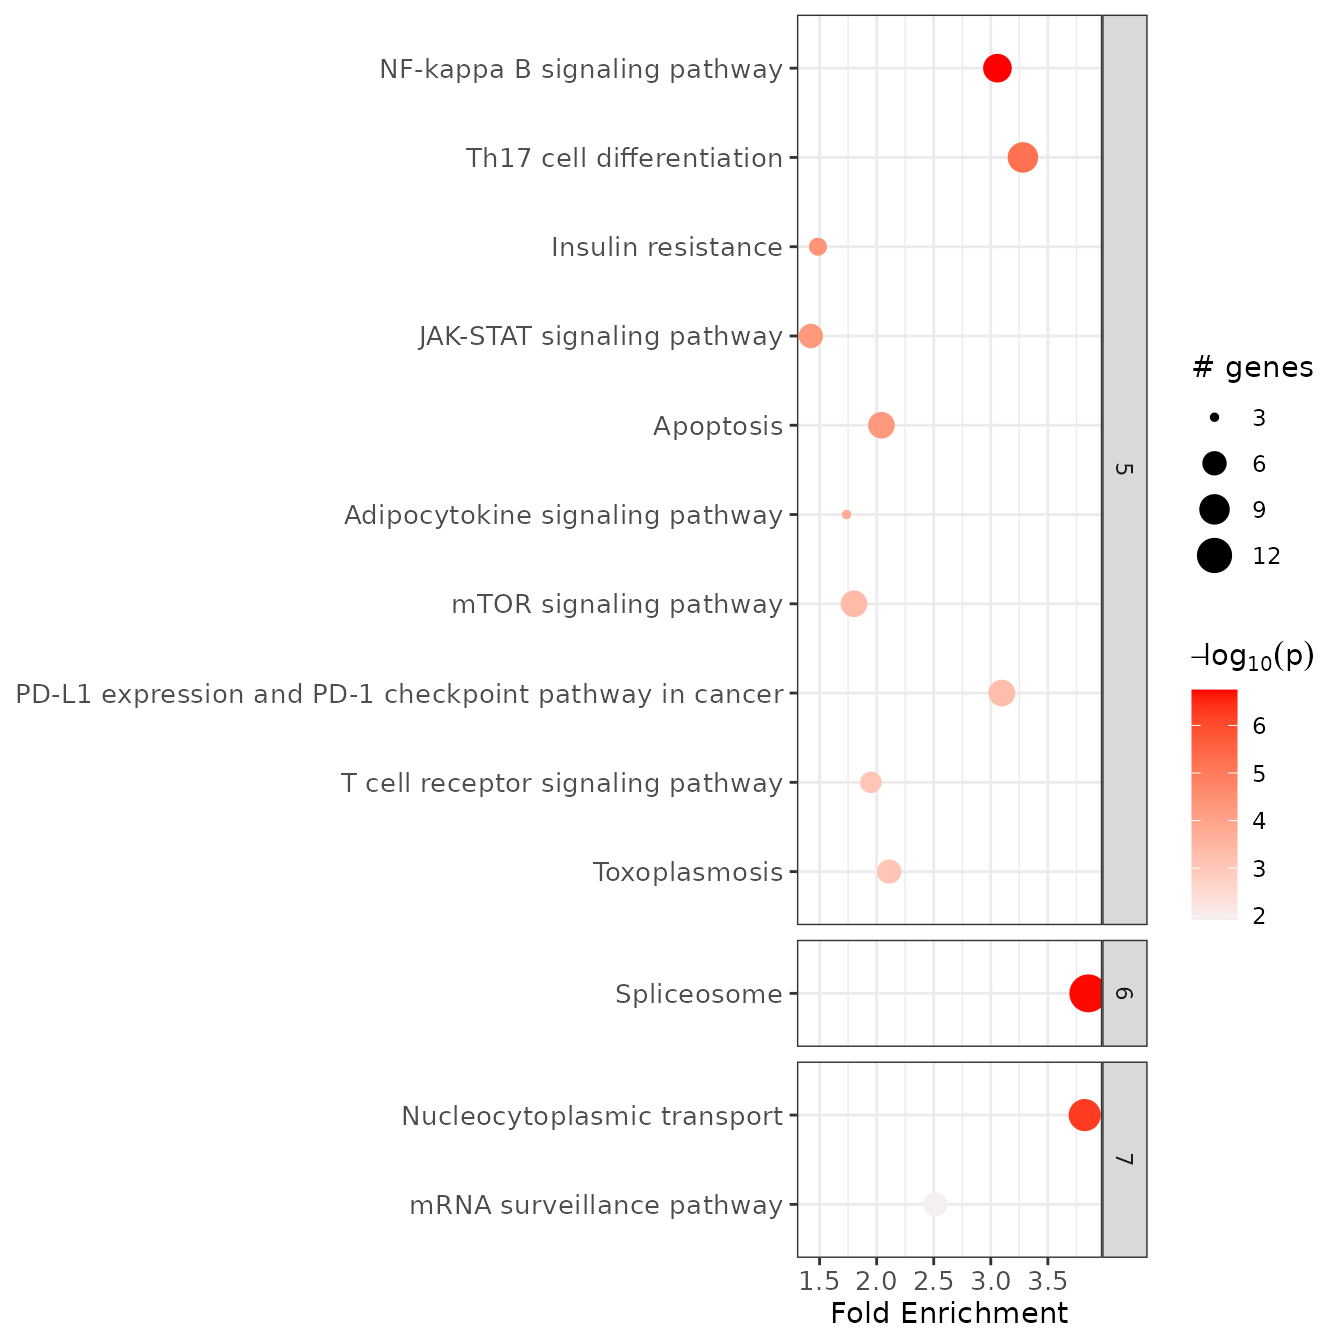 NF-kappa B signaling pathway
Th17 cell differentiation
Insulin resistance
JAK-STAT signaling pathway
Apoptosis
Adipocytokine signaling pathway
mTOR signaling pathway
PD-L1 expression and PD-1 checkpoint pathway in cancer
T cell receptor signaling pathway
Toxoplasmosis
5
Spliceosome
6
Nucleocytoplasmic transport
mRNA surveillance pathway
7
1.5 2.0 2.5 3.0 3.5
Fold Enrichment
# genes
3
6
9
12
−log₁₀(p)
6
5
4
3
2